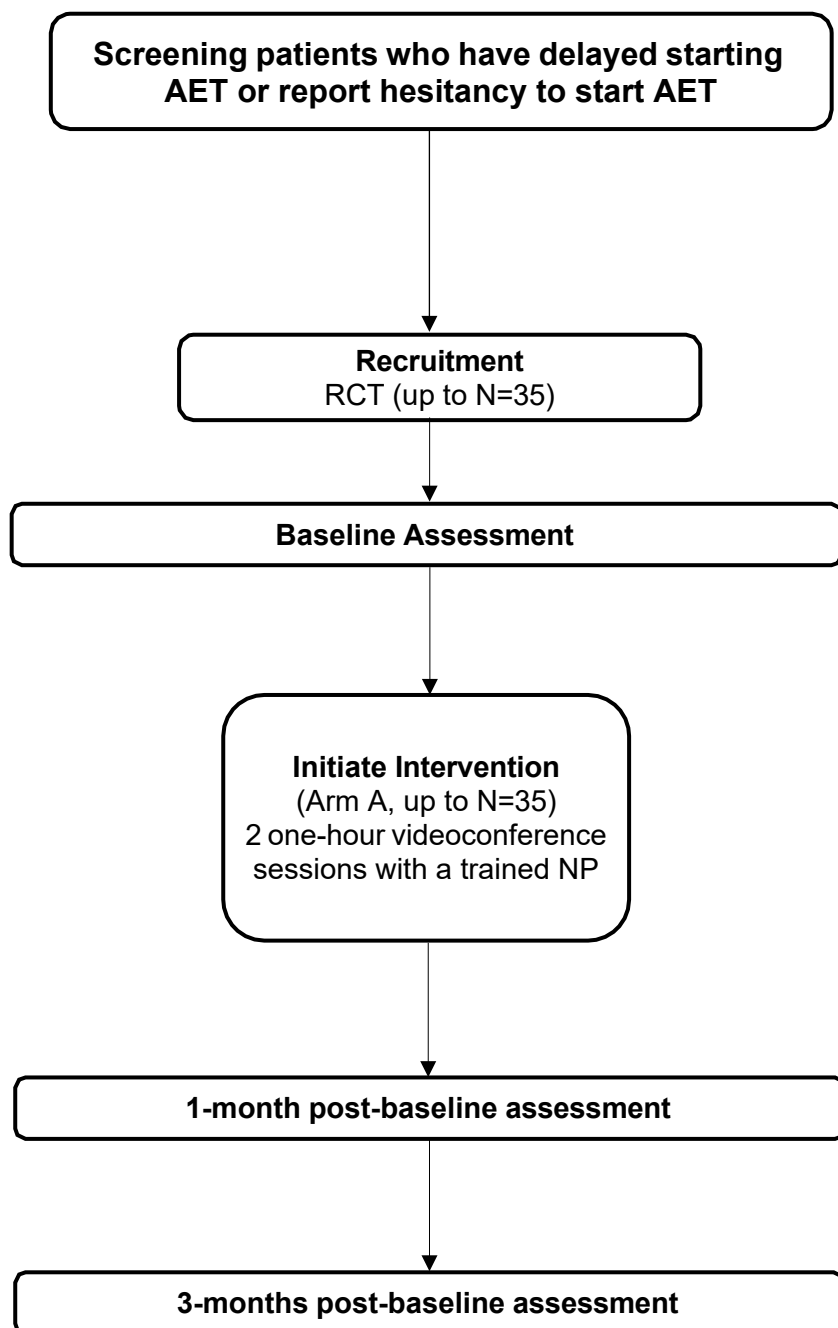 Screening patients who have delayed starting
AET or report hesitancy to start AET
Recruitment
RCT (up to N=35)
Baseline Assessment
Initiate Intervention
(Arm A, up to N=35)
2 one-hour videoconference
sessions with a trained NP
1-month post-baseline assessment
3-months post-baseline assessment